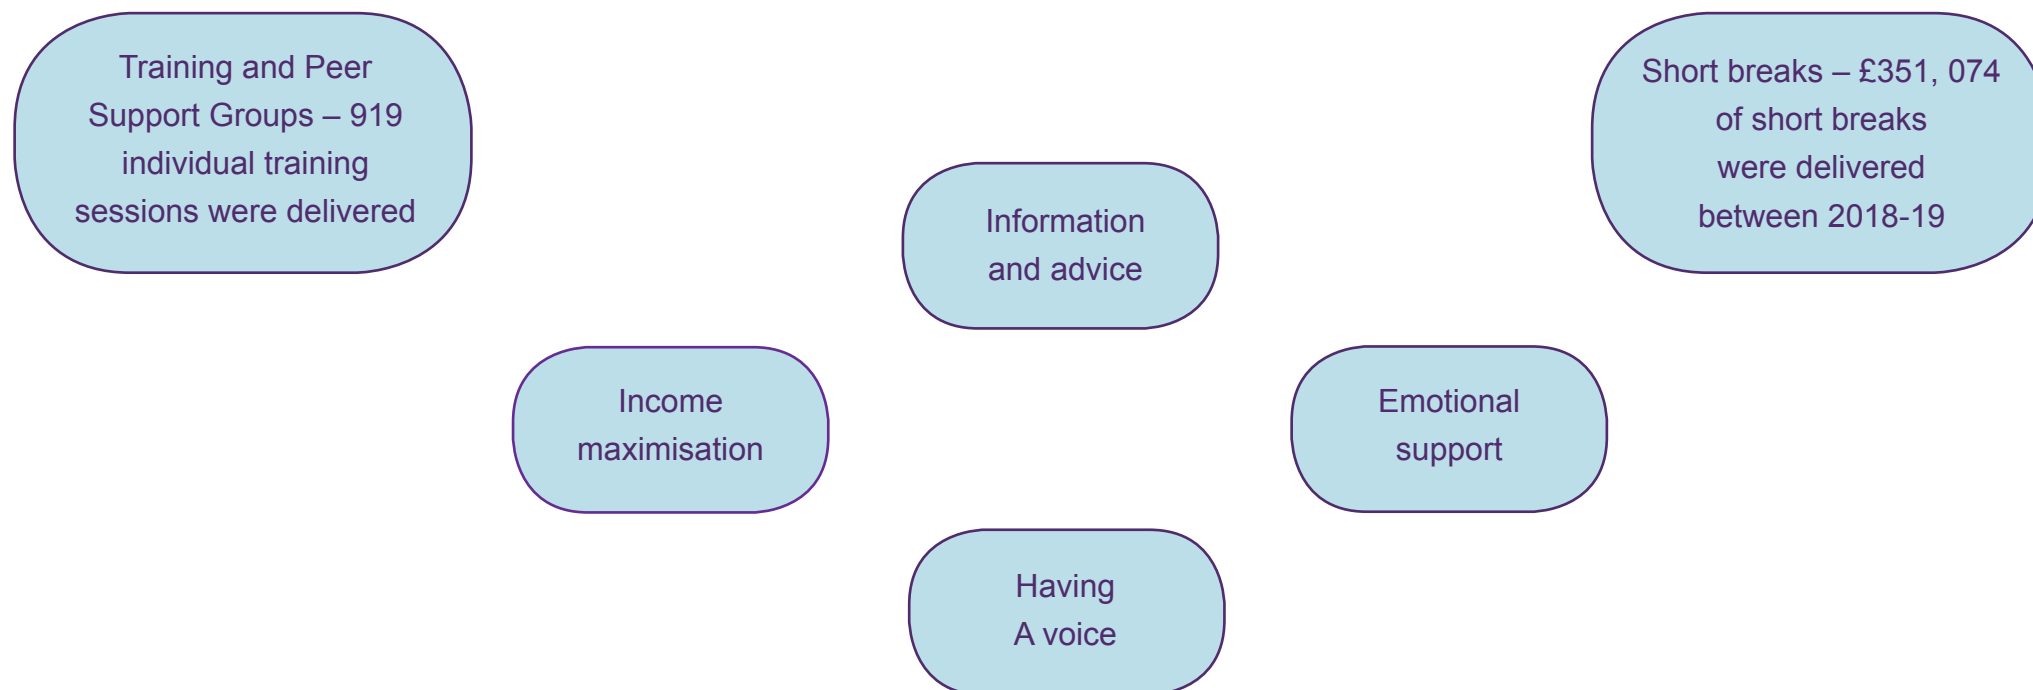 Training and Peer
Support Groups – 919
individual training
sessions were delivered
Short breaks – £351, 074
of short breaks
were delivered
between 2018-19
Information
and advice
Income
maximisation
Emotional
support
Having
A voice